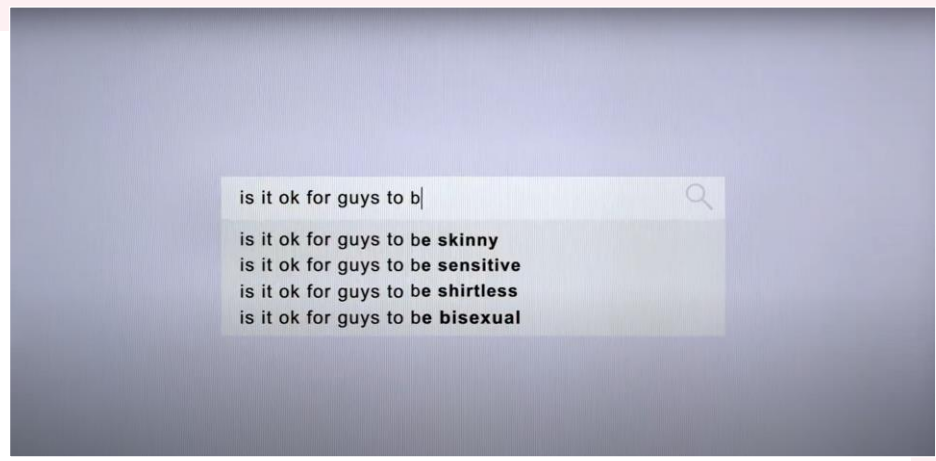 is it ok for guys to b
is it ok for guys to be skinny
is it ok for guys to be sensitive
is it ok for guys to be shirtless
is it ok for guys to be bisexual